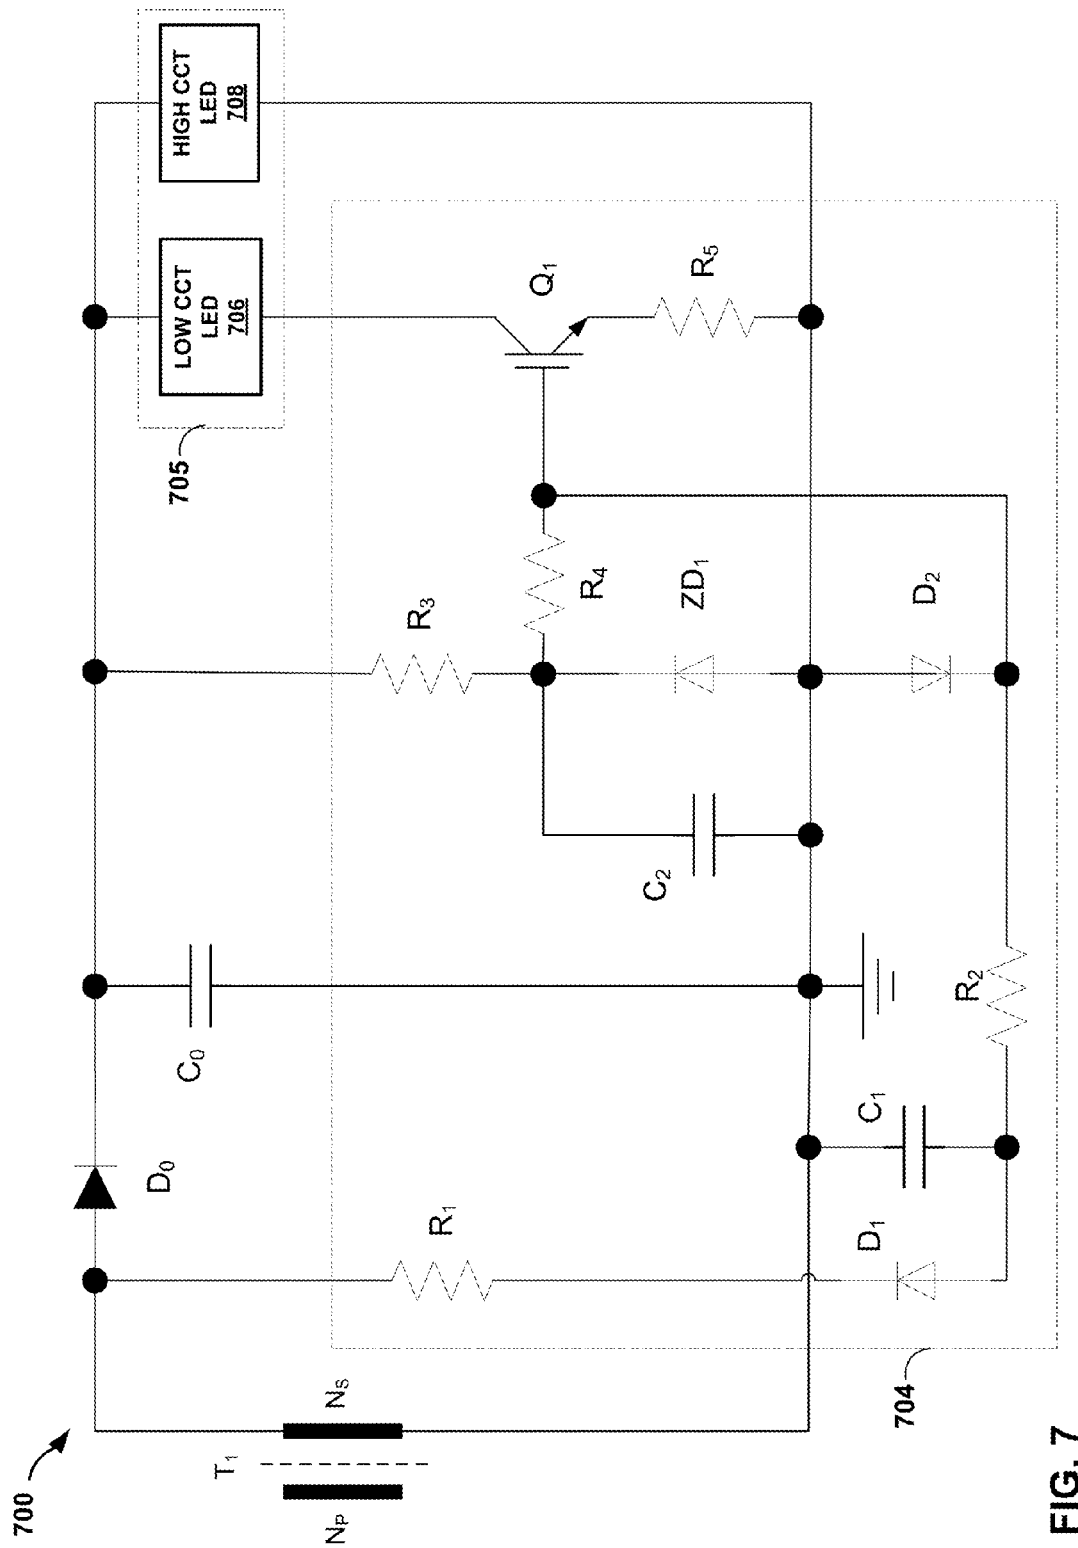 700
T1
NP
NS
D0
C0
R1
D1
C1
R2
C2
R3
R4
ZD1
D2
Q1
R5
705
LOW CCT
LED
706
HIGH CCT
LED
708
704
FIG. 7